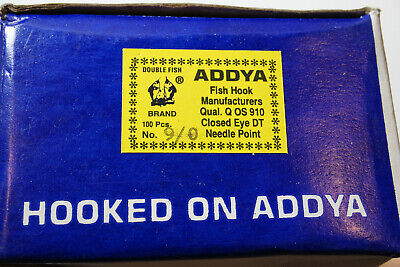 DOUBLE FISH
®
BRAND
100 Pcs.
No. 9/0
ADDYA
Fish Hook
Manufacturers
Qual. Q OS 910
Closed Eye DT
Needle Point
HOOKED ON ADDYA